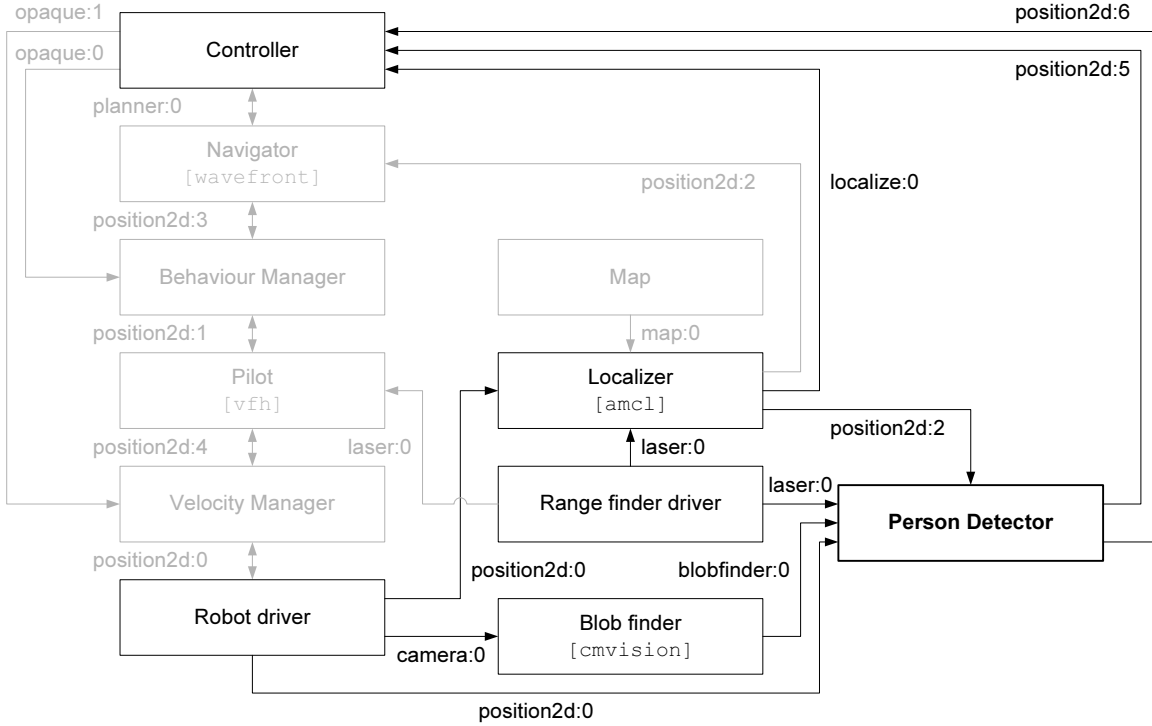 opaque:1
position2d:6
Controller
opaque:0
position2d:5
planner:0
Navigator
[wavefront]
position2d:2
localize:0
position2d:3
Behaviour Manager
Map
position2d:1
map:0
Pilot
[vfh]
Localizer
[amcl]
position2d:2
position2d:4
laser:0
laser:0
laser:0
Velocity Manager
Range finder driver
Person Detector
position2d:0
position2d:0
blobfinder:0
Robot driver
Blob finder
[cmvision]
camera:0
position2d:0